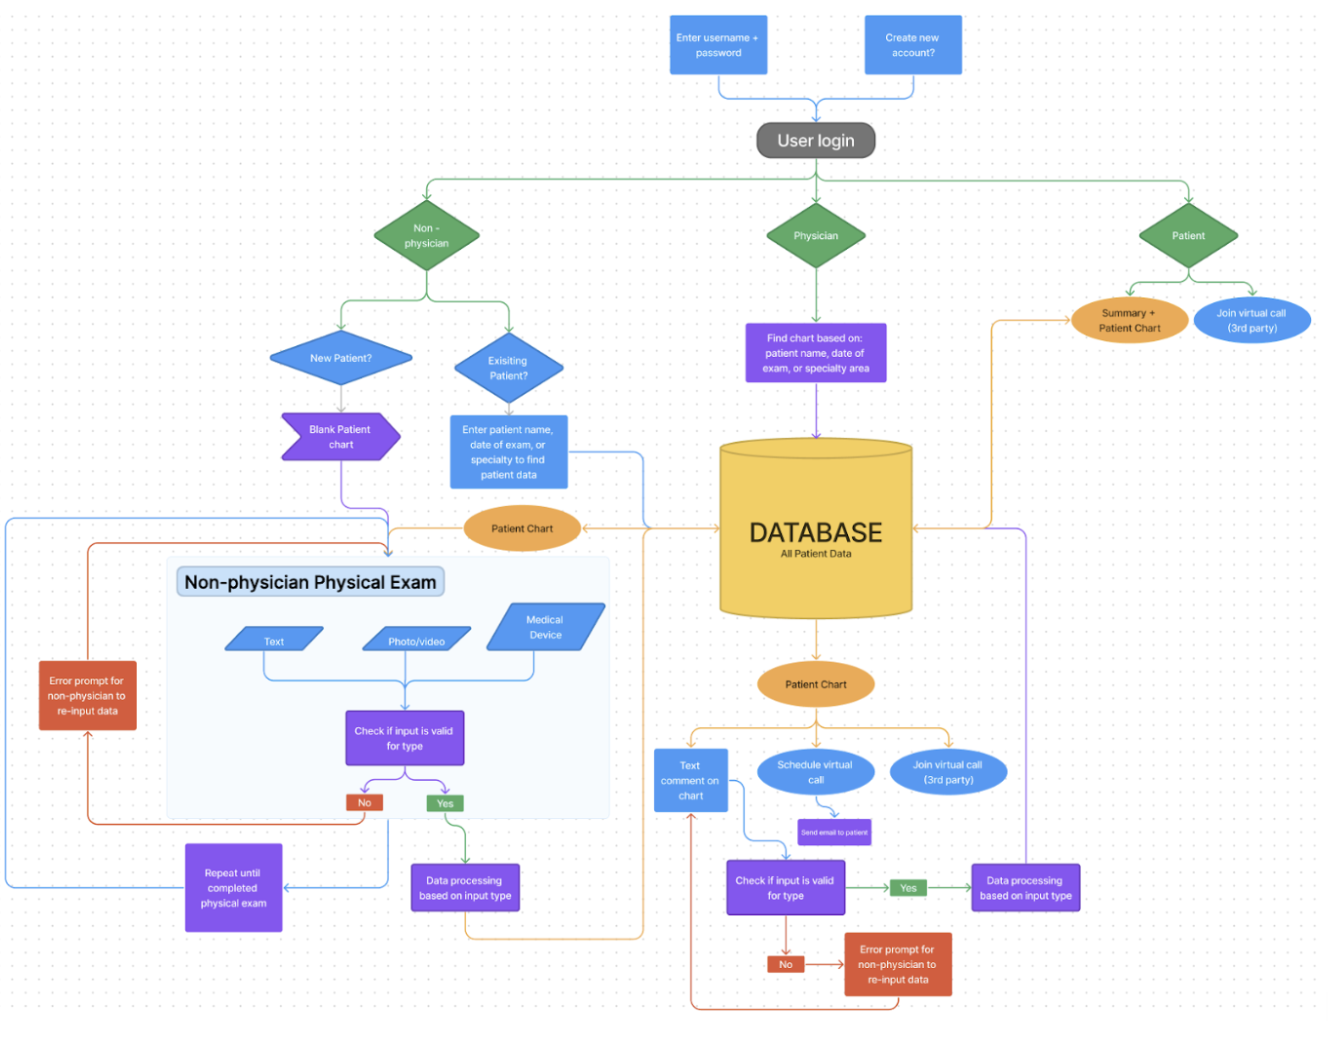 Enter username +
password
Create new
account?
User login
Non -
physician
Physician
Patient
Summary +
Patient Chart
Join virtual call
(3rd party)
New Patient?
Exisiting
Patient?
Find chart based on:
patient name, date of
exam, or specialty area
Blank Patient
chart
Enter patient name,
date of exam, or
specialty to find
patient data
Patient Chart
DATABASE
All Patient Data
Non-physician Physical Exam
Text
Photo/video
Medical
Device
Error prompt for
non-physician to
re-input data
Check if input is valid
for type
No
Yes
Repeat until
completed
physical exam
Data processing
based on input type
Patient Chart
Text
comment on
chart
Schedule virtual
call
Join virtual call
(3rd party)
Send email to patient
Check if input is valid
for type
Yes
Data processing
based on input type
No
Error prompt for
non-physician to
re-input data